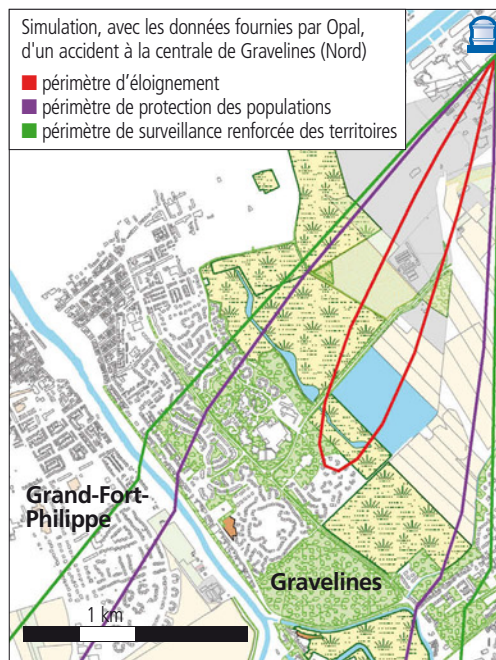 Simulation, avec les données fournies par Opal,
d'un accident à la centrale de Gravelines (Nord)
périmètre d'éloignement
périmètre de protection des populations
périmètre de surveillance renforcée des territoires
Grand-Fort-
Philippe
Gravelines
1 km